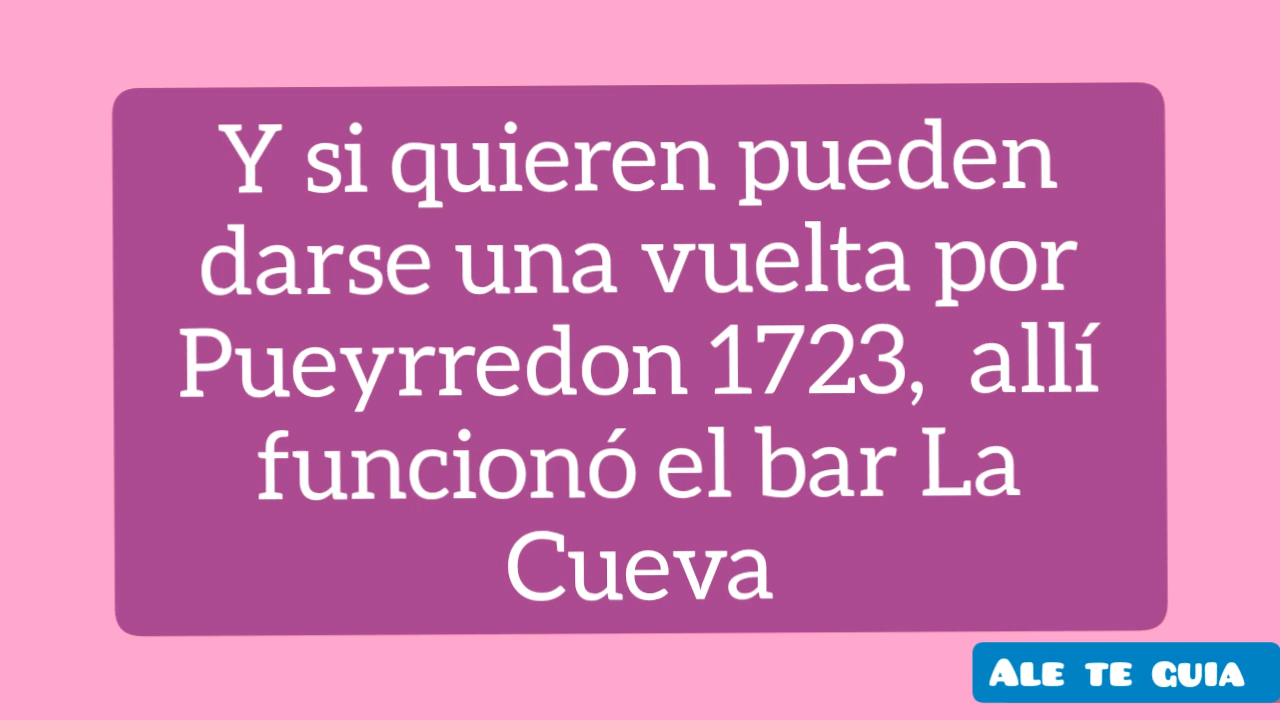 Y si quieren pueden
darse una vuelta por
Pueyrredon 1723, allí
funcionó el bar La
Cueva
ALE TE GUIA